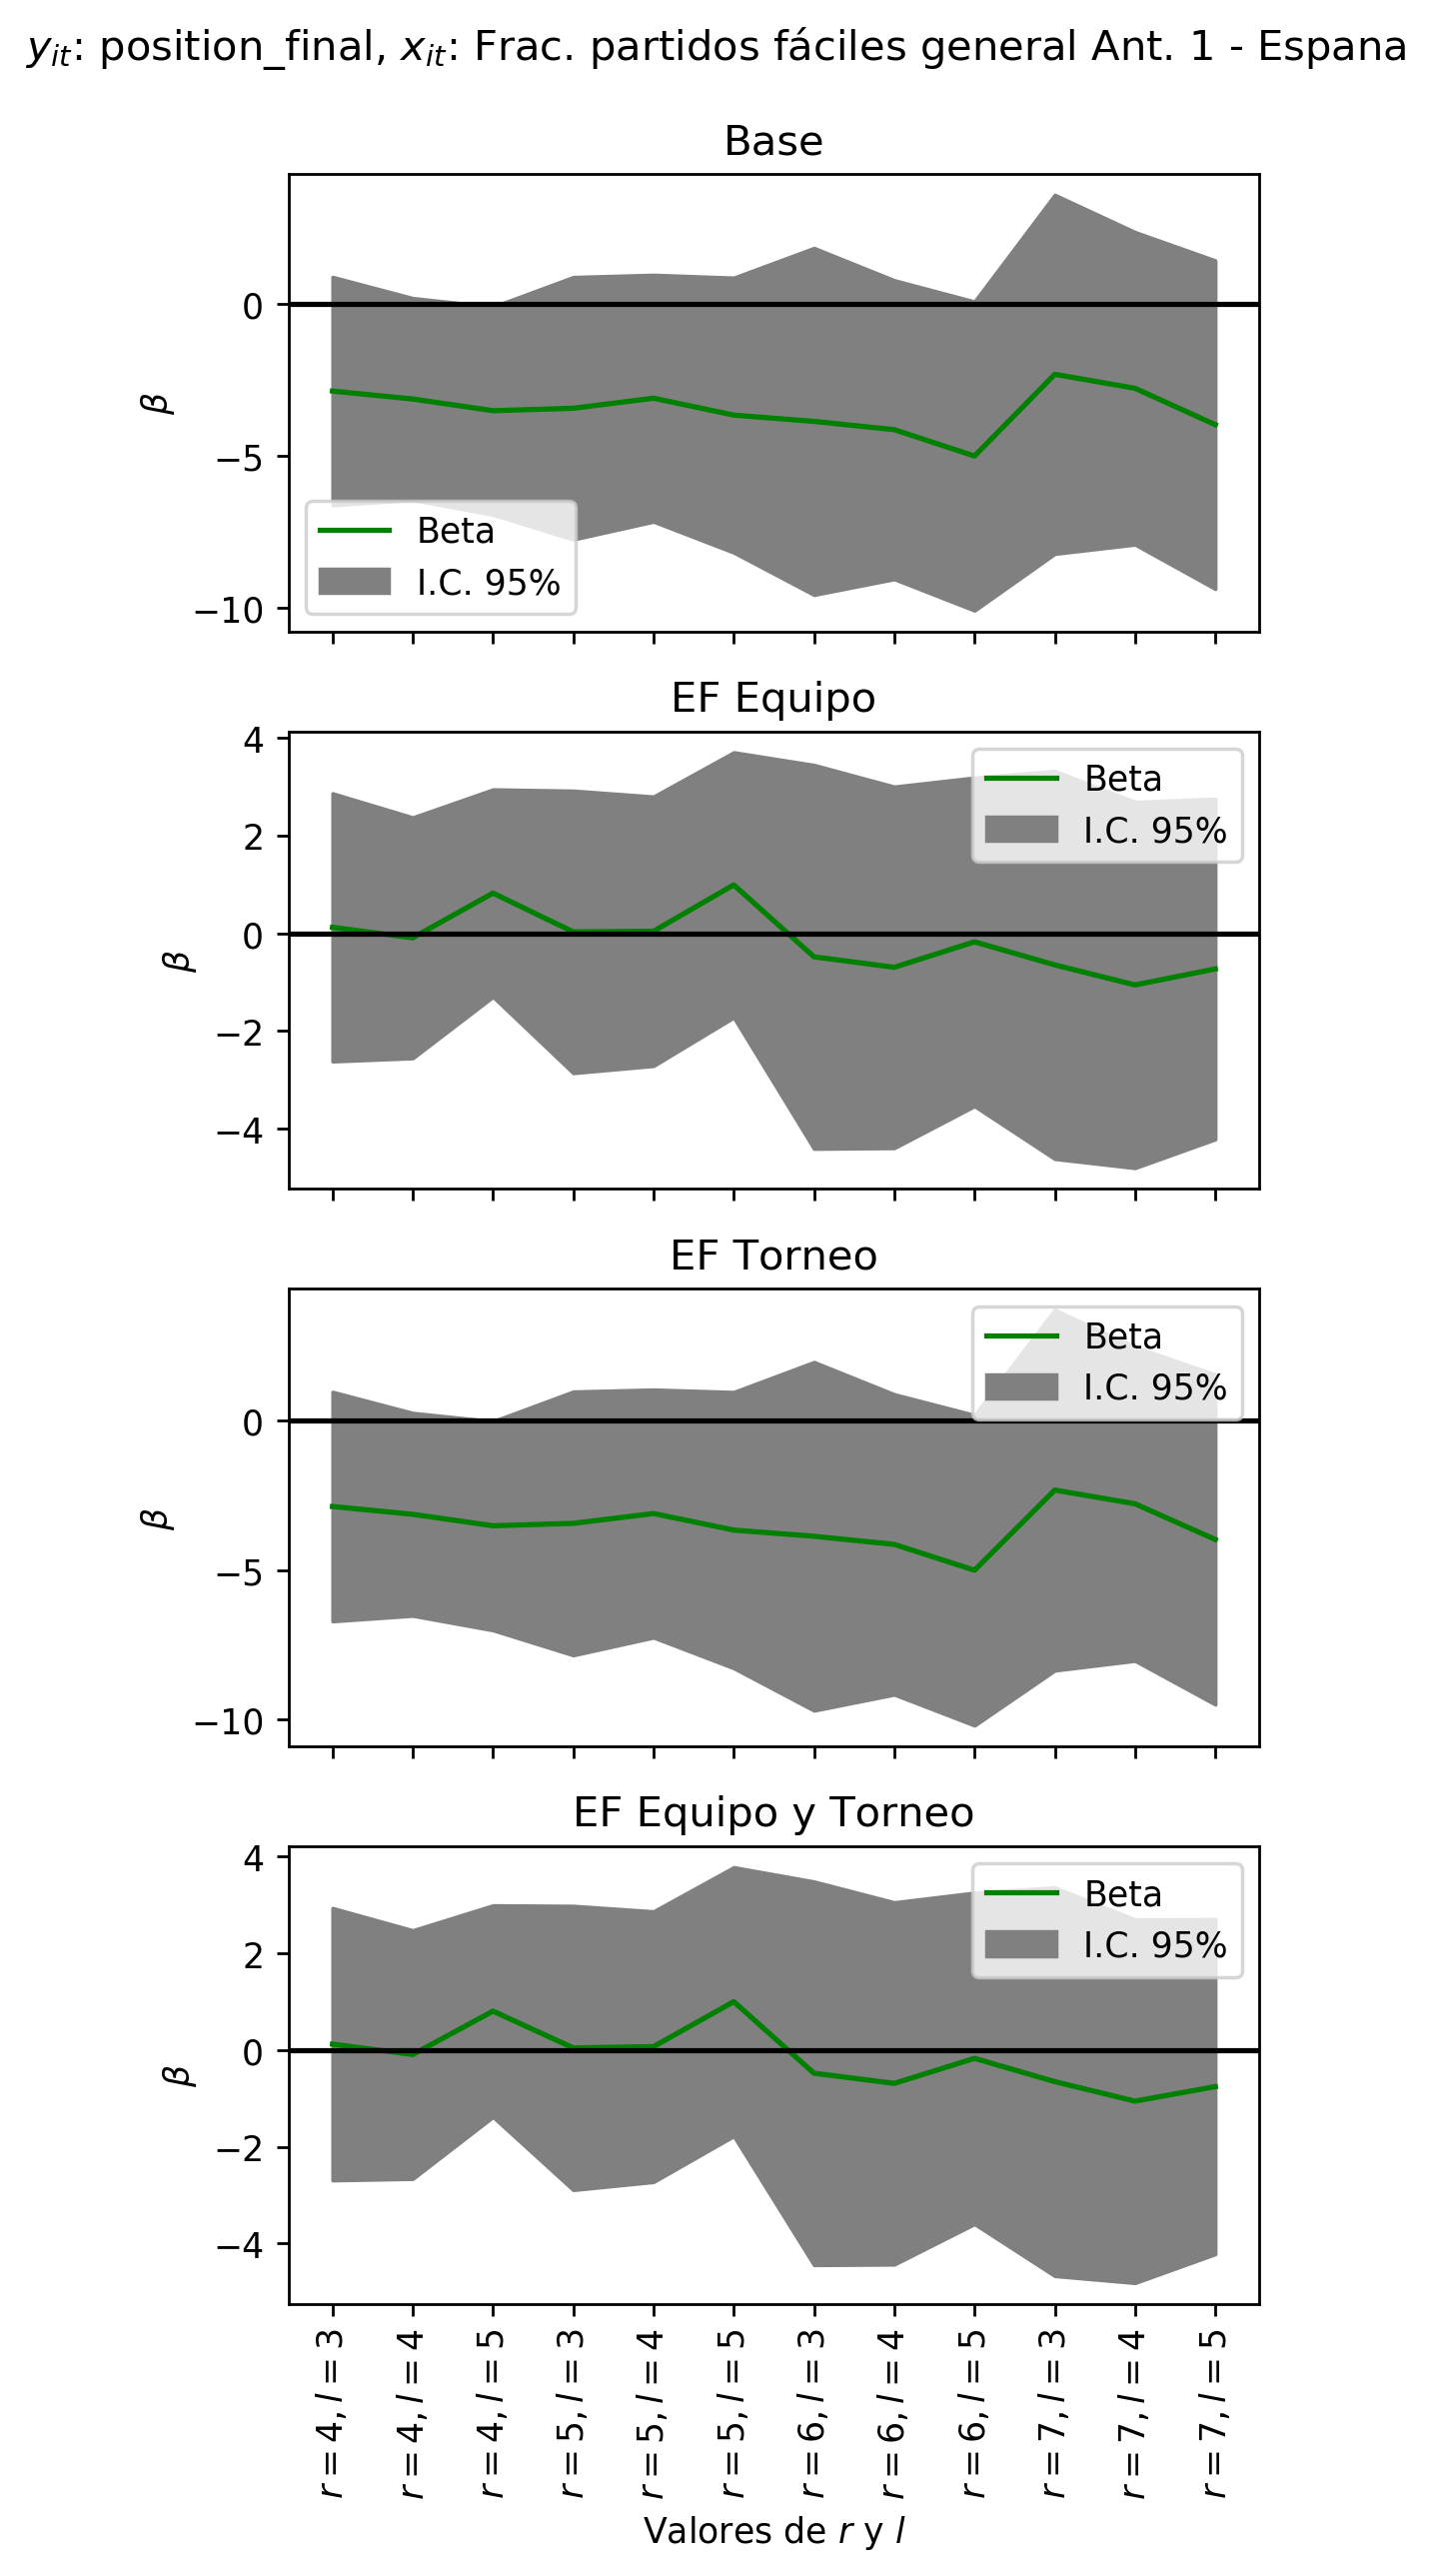 y_it: position_final, x_it: Frac. partidos fáciles general Ant. 1 - Espana
Base
0
−5
−10
β
Beta
I.C. 95%
EF Equipo
4
2
0
−2
−4
β
Beta
I.C. 95%
EF Torneo
0
−5
−10
β
Beta
I.C. 95%
EF Equipo y Torneo
4
2
0
−2
−4
β
Beta
I.C. 95%
r = 4, l = 3
r = 4, l = 4
r = 4, l = 5
r = 5, l = 3
r = 5, l = 4
r = 5, l = 5
r = 6, l = 3
r = 6, l = 4
r = 6, l = 5
r = 7, l = 3
r = 7, l = 4
r = 7, l = 5
Valores de r y l